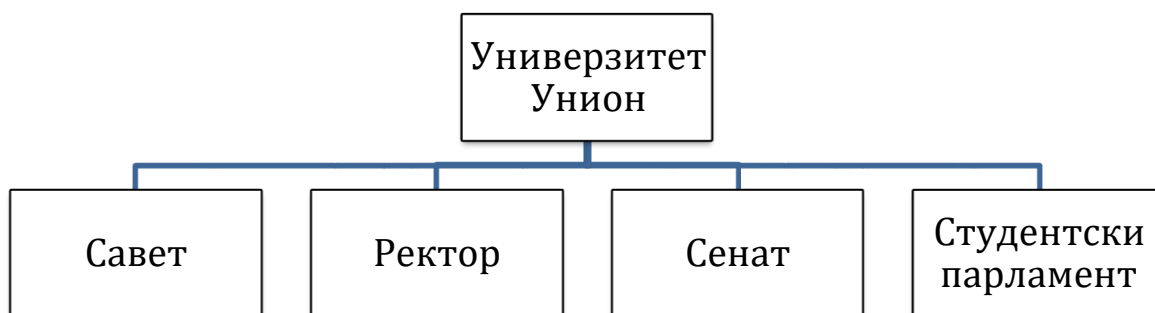 Универзитет
Унион
Савет
Ректор
Сенат
Студентски
парламент